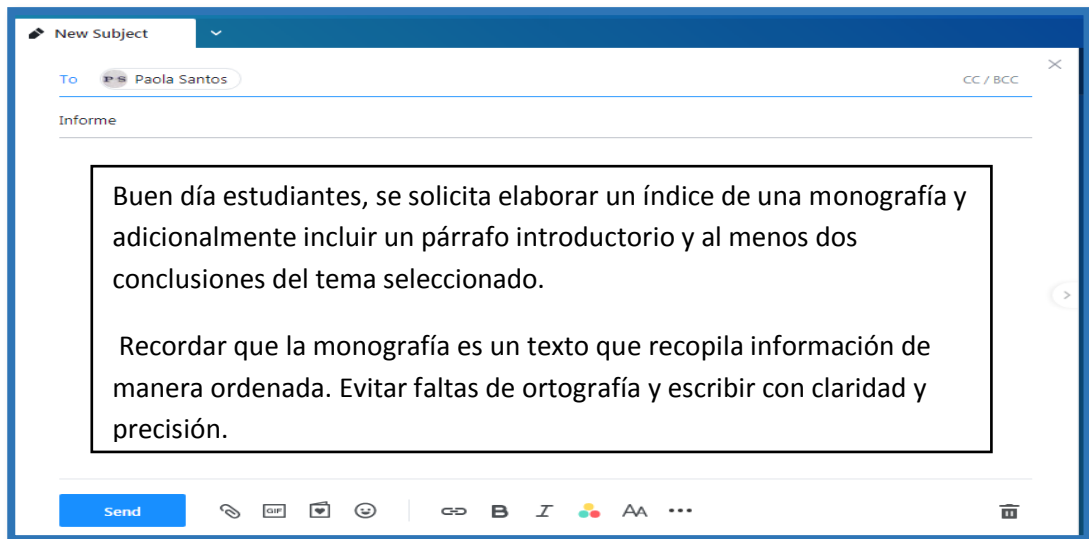 New Subject
To PS Paola Santos CC / BCC
Informe
Buen día estudiantes, se solicita elaborar un índice de una monografía y
adicionalmente incluir un párrafo introductorio y al menos dos
conclusiones del tema seleccionado.
Recordar que la monografía es un texto que recopila información de
manera ordenada. Evitar faltas de ortografía y escribir con claridad y
precisión.
Send GIF B I AA